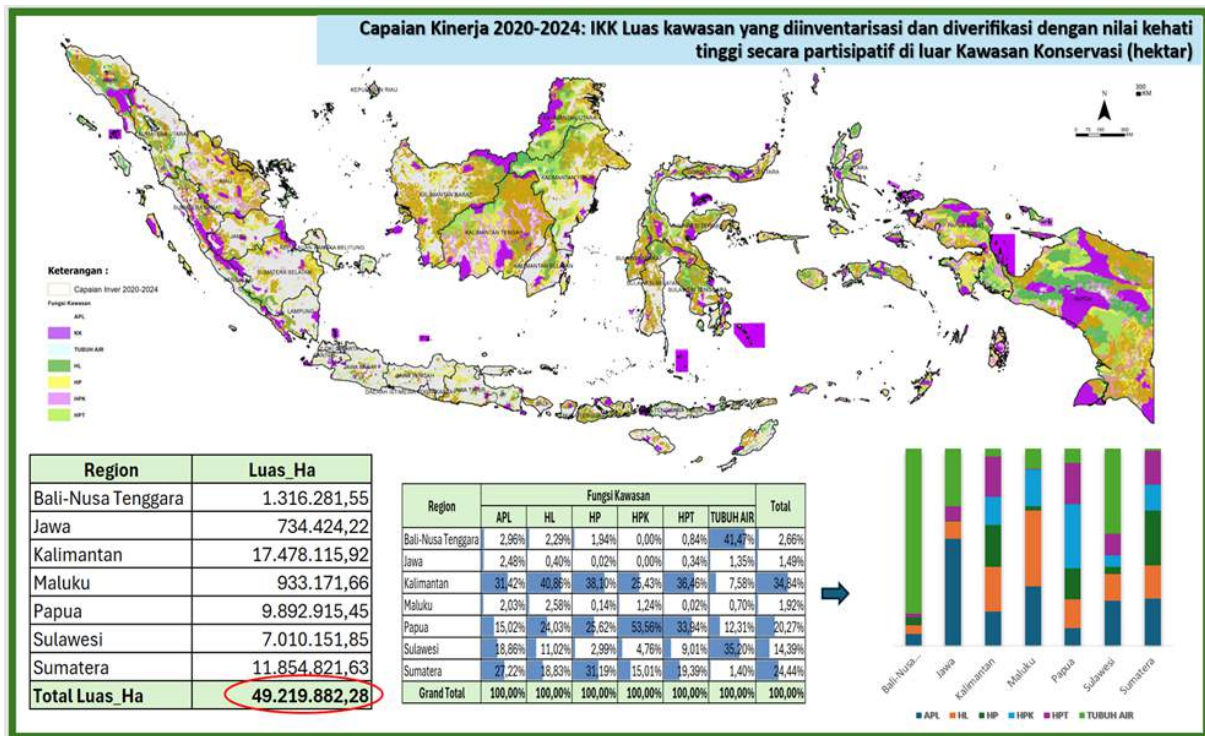 Capaian Kinerja 2020-2024: IKK Luas kawasan yang diinventarisasi dan diverifikasi dengan nilai kehati
tinggi secara partisipatif di luar Kawasan Konservasi (hektar)
KEPULAUAN RIAU
300
KM
N
KALIMANTAN BARAT
KALIMANTAN TENGAH
SUMATERA SELATAN
LAMPUNG
PAPUA
Keterangan :
Capaian Inver 2020-2024
Fungsi Kawasan
APL
KK
TUBUH AIR
HL
HP
HPK
HPT
Region Luas_Ha
Bali-Nusa Tenggara 1.316.281,55
Jawa 734.424,22
Kalimantan 17.478.115,92
Maluku 933.171,66
Papua 9.892.915,45
Sulawesi 7.010.151,85
Sumatera 11.854.821,63
Total Luas_Ha 49.219.882,28
Region Fungsi Kawasan Total
APL HL HP HPK HPT TUBUH AIR
Bali-Nusa Tenggara 2,96% 2,29% 1,94% 0,00% 0,84% 41,47% 2,66%
Jawa 2,48% 0,40% 0,02% 0,00% 0,34% 1,35% 1,49%
Kalimantan 31,42% 40,86% 38,10% 25,43% 36,46% 7,58% 34,84%
Maluku 2,03% 2,58% 0,14% 1,24% 0,02% 0,70% 1,92%
Papua 15,02% 24,03% 25,62% 53,56% 33,94% 12,31% 20,27%
Sulawesi 18,86% 11,02% 2,99% 4,76% 9,01% 35,20% 14,39%
Sumatera 27,22% 18,83% 31,19% 15,01% 19,39% 1,40% 24,44%
Grand Total 100,00% 100,00% 100,00% 100,00% 100,00% 100,00% 100,00%
Bali-Nusa...
Jawa
Kalimantan
Maluku
Papua
Sulawesi
Sumatera
APL HL HP HPK HPT TUBUH AIR